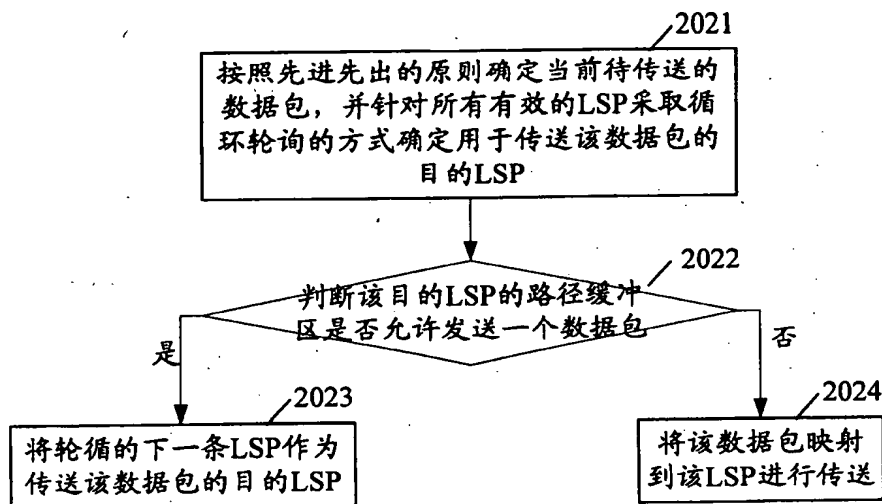 2021
按照先进先出的原则确定当前待传送的
数据包，并针对所有有效的LSP采取循
环轮询的方式确定用于传送该数据包的
目的LSP
2022
判断该目的LSP的路径缓冲
区是否允许发送一个数据包
是
否
2023
将轮循的下一条LSP作为
传送该数据包的目的LSP
2024
将该数据包映射
到该LSP进行传送